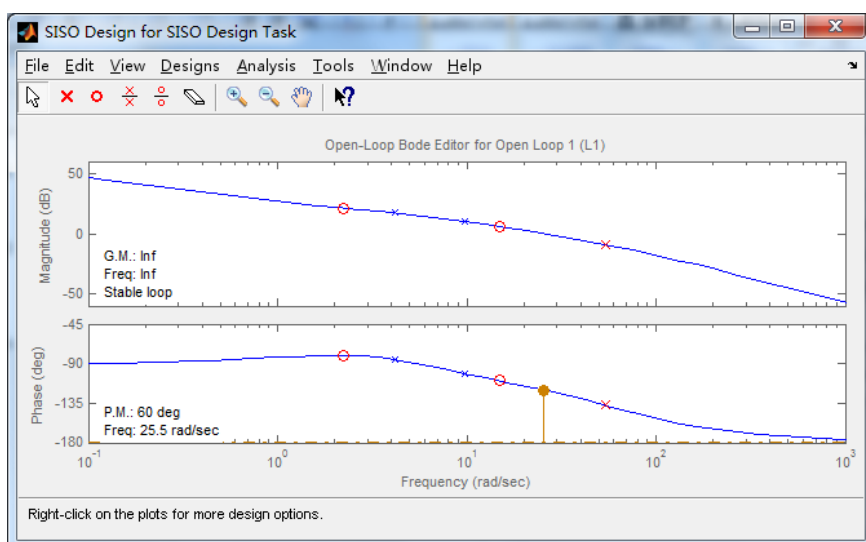 SISO Design for SISO Design Task
File Edit View Designs Analysis Tools Window Help
Open-Loop Bode Editor for Open Loop 1 (L1)
50
0
-50
Magnitude (dB)
G.M.: Inf
Freq: Inf
Stable loop
-45
-90
-135
-180
Phase (deg)
P.M.: 60 deg
Freq: 25.5 rad/sec
10^-1 10^0 10^1 10^2 10^3
Frequency (rad/sec)
Right-click on the plots for more design options.